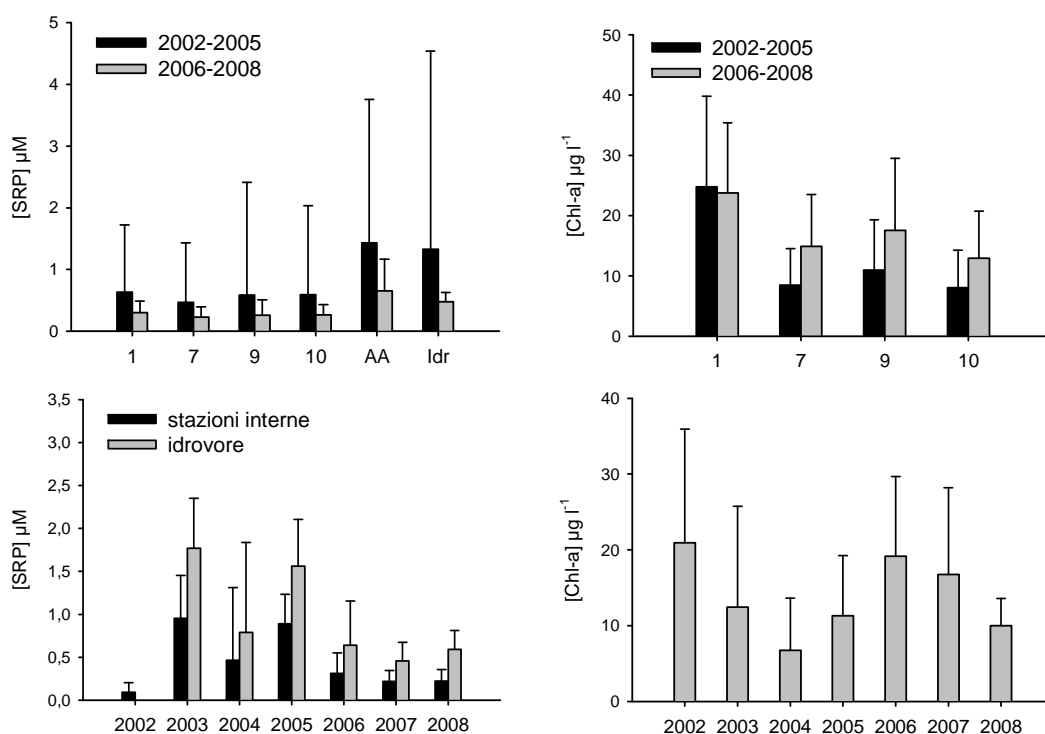 5
4
3
2
1
0
[SRP] µM
2002-2005
2006-2008
1 7 9 10 AA Idr
50
40
30
20
10
0
[Chl-a] µg l-1
2002-2005
2006-2008
1 7 9 10
3,5
3,0
2,5
2,0
1,5
1,0
0,5
0,0
[SRP] µM
stazioni interne
idrovore
2002 2003 2004 2005 2006 2007 2008
40
30
20
10
0
[Chl-a] µg l-1
2002 2003 2004 2005 2006 2007 2008